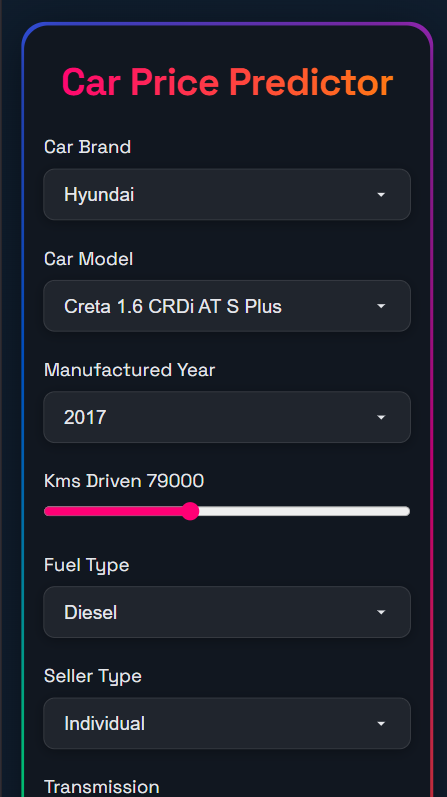 Car Price Predictor
Car Brand
Hyundai
Car Model
Creta 1.6 CRDi AT S Plus
Manufactured Year
2017
Kms Driven 79000
Fuel Type
Diesel
Seller Type
Individual
Transmission